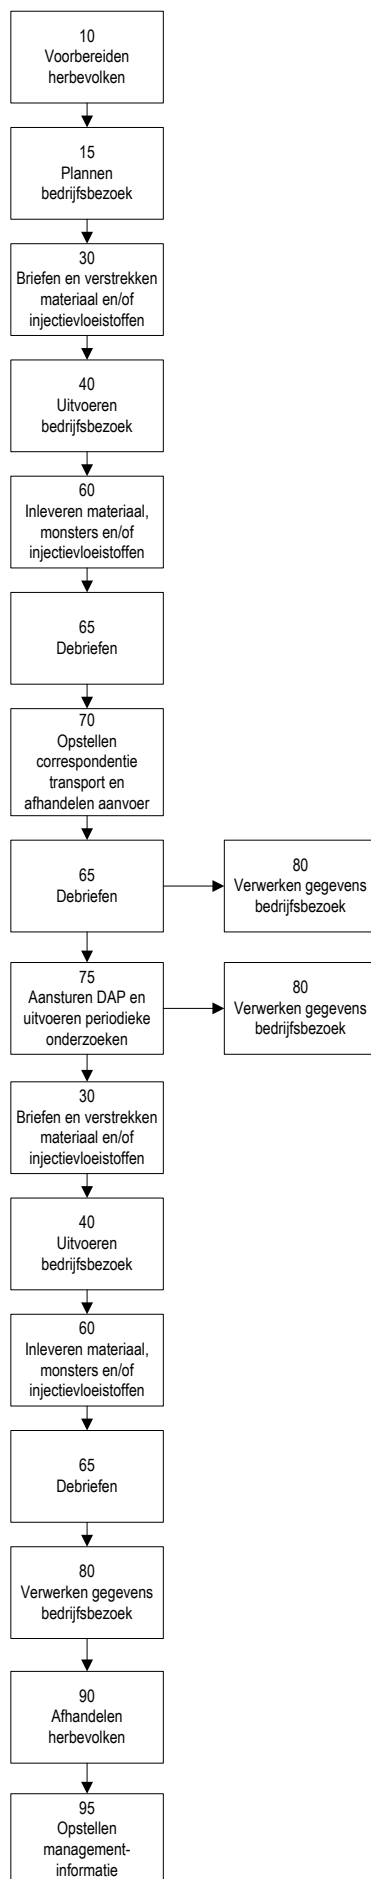 10
Voorbereiden
herbevolken
15
Plannen
bedrijfsbezoek
30
Briefen en verstrekken
materiaal en/of
injectievloeistoffen
40
Uitvoeren
bedrijfsbezoek
60
Inleveren materiaal,
monsters en/of
injectievloeistoffen
65
Debriefen
70
Opstellen
correspondentie
transport en
afhandelen aanvoer
65
Debriefen
80
Verwerken gegevens
bedrijfsbezoek
75
Aansturen DAP en
uitvoeren periodieke
onderzoeken
80
Verwerken gegevens
bedrijfsbezoek
30
Briefen en verstrekken
materiaal en/of
injectievloeistoffen
40
Uitvoeren
bedrijfsbezoek
60
Inleveren materiaal,
monsters en/of
injectievloeistoffen
65
Debriefen
80
Verwerken gegevens
bedrijfsbezoek
90
Afhandelen
herbevolken
95
Opstellen
management-
informatie